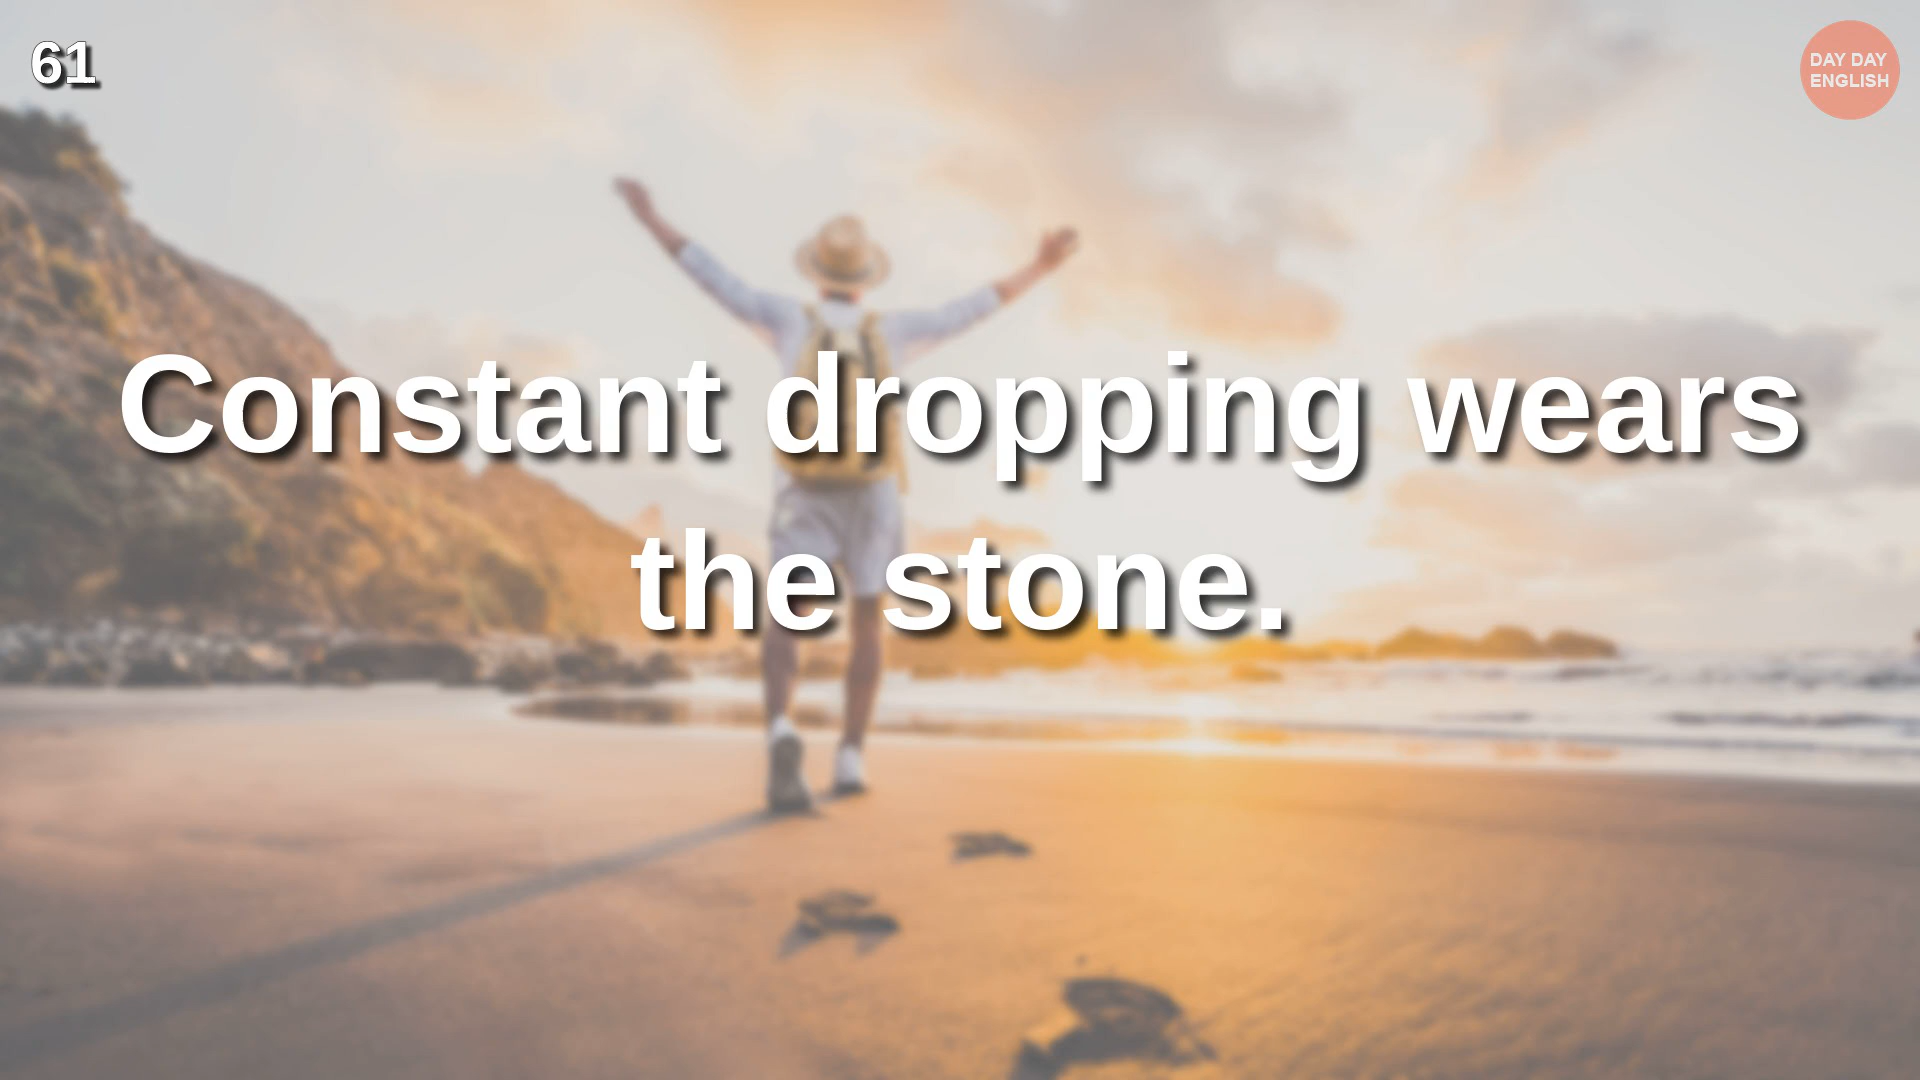 61
DAY DAY
ENGLISH
Constant dropping wears
the stone.